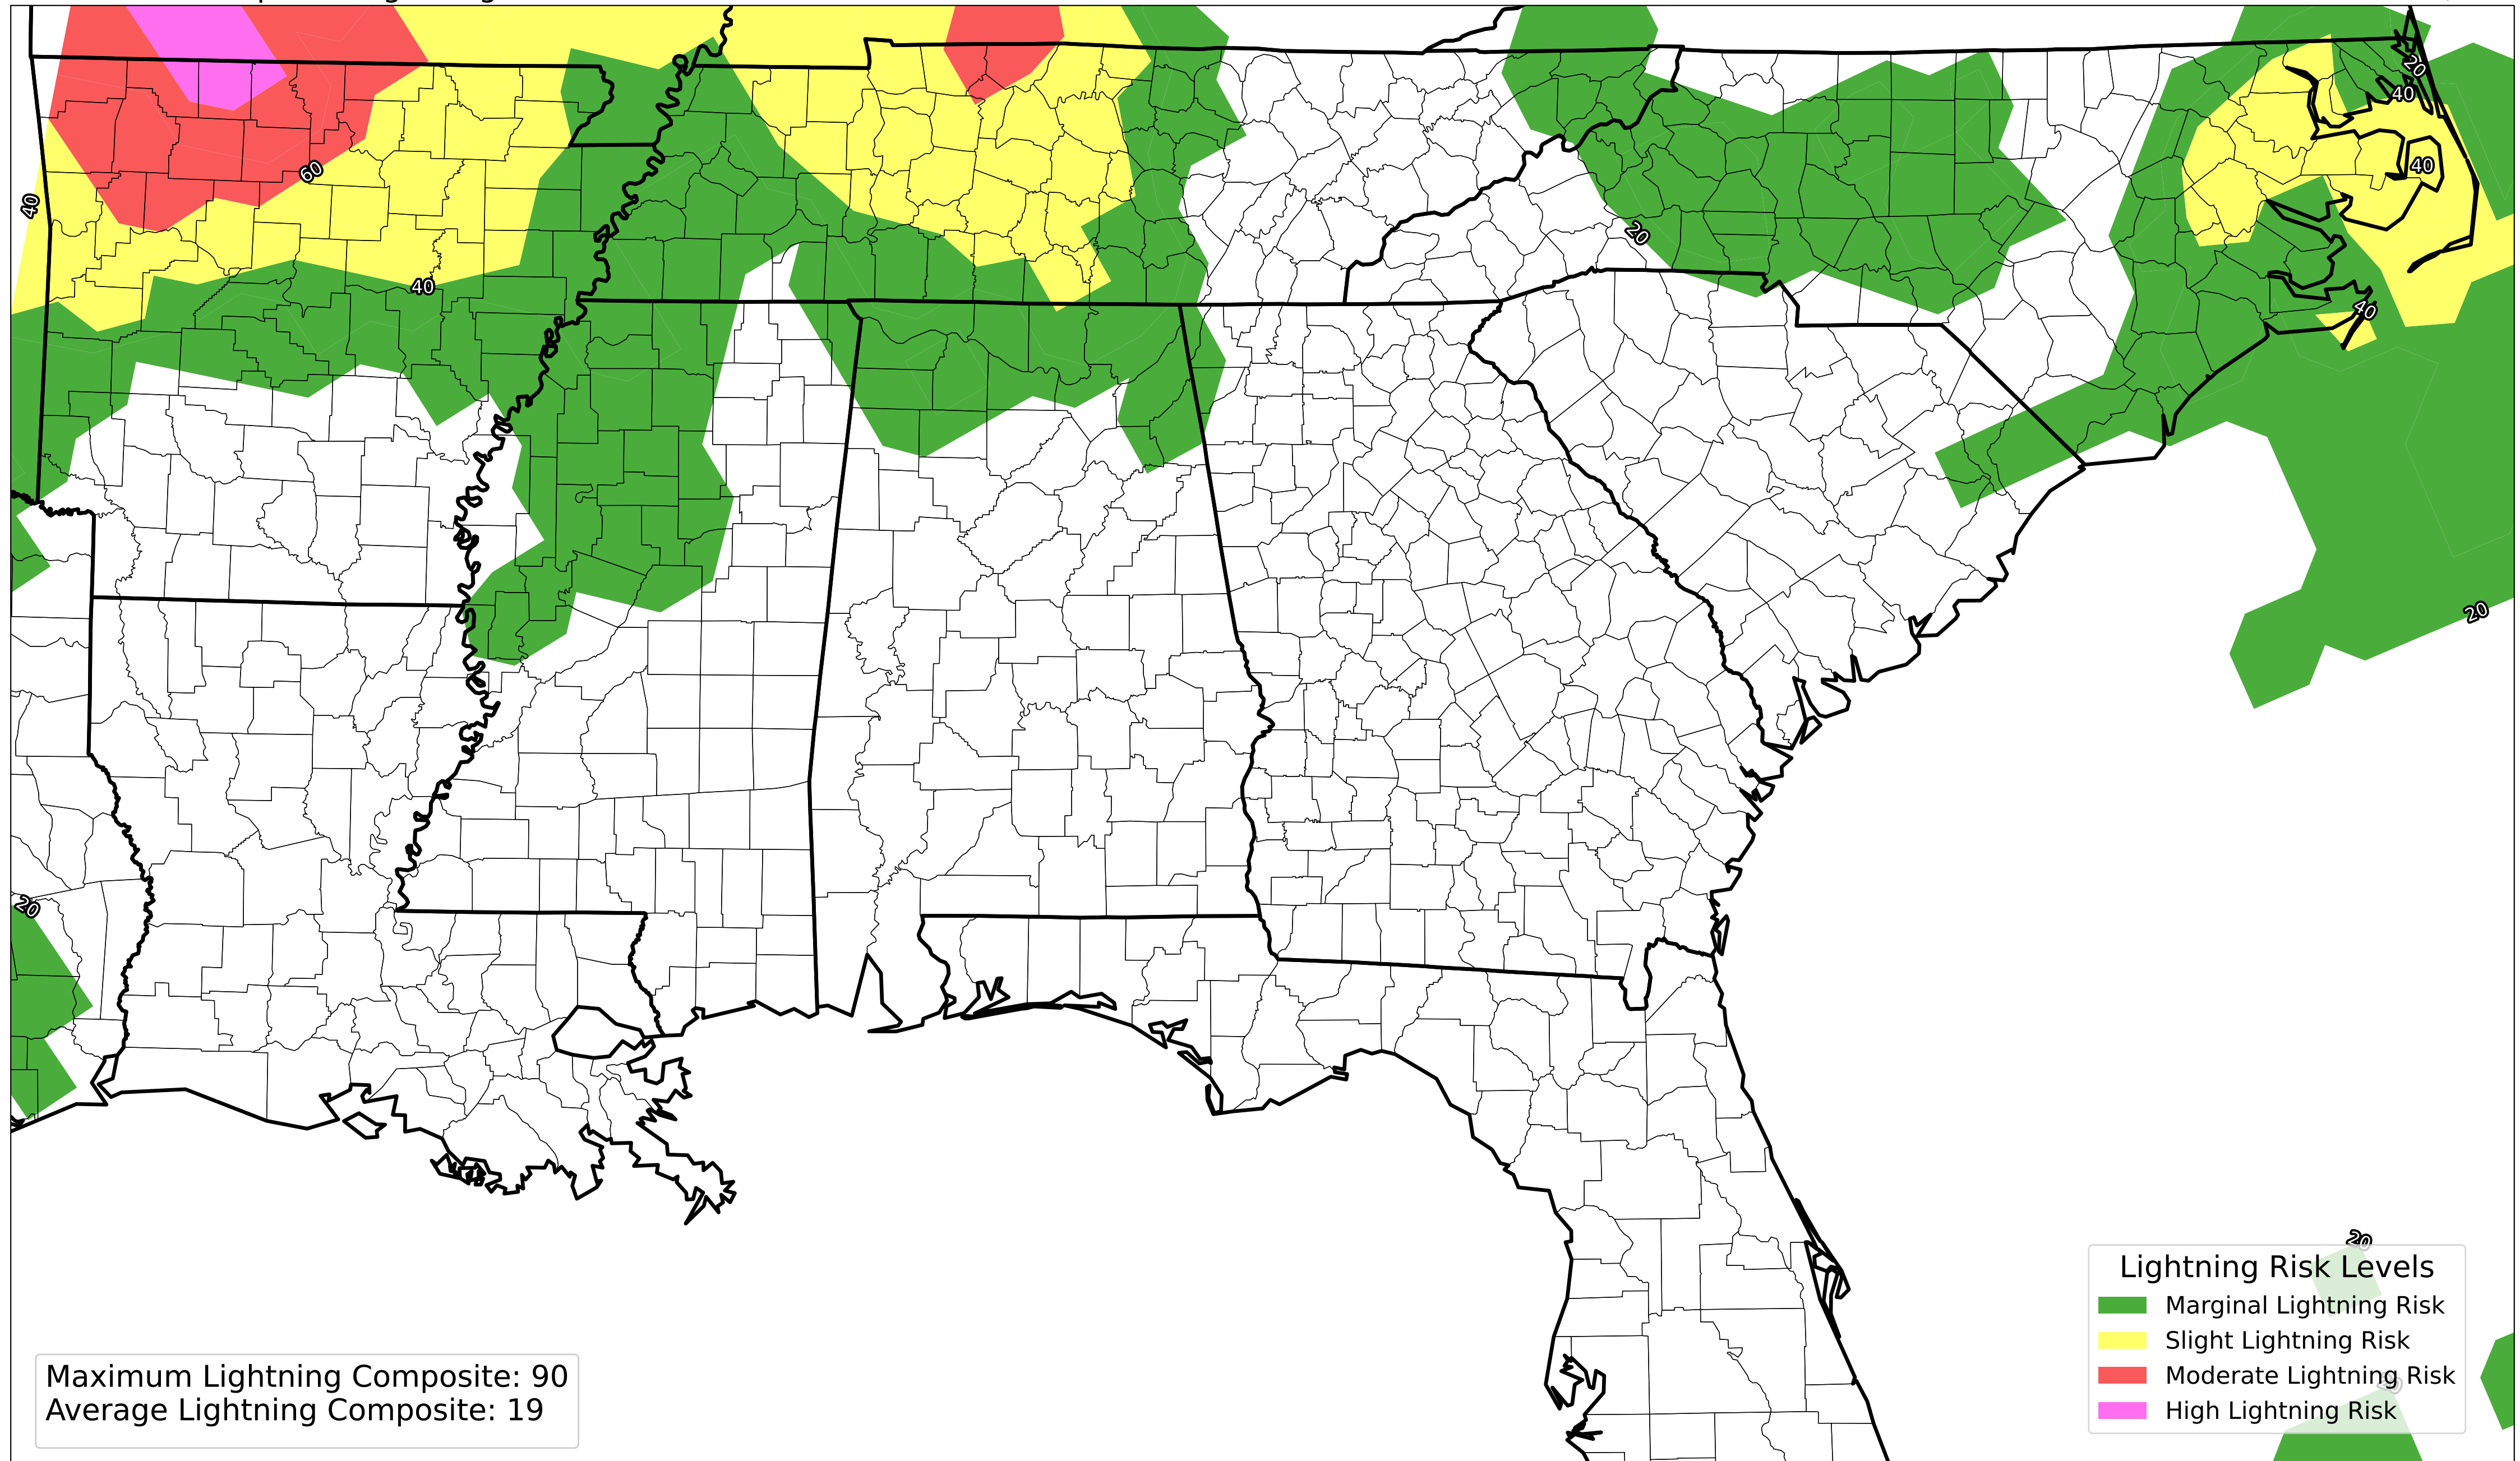 20
40
40
60
40
20
40
40
20
20
20
Lightning Risk Levels
Marginal Lightning Risk
Slight Lightning Risk
Moderate Lightning Risk
High Lightning Risk
Maximum Lightning Composite: 90
Average Lightning Composite: 19